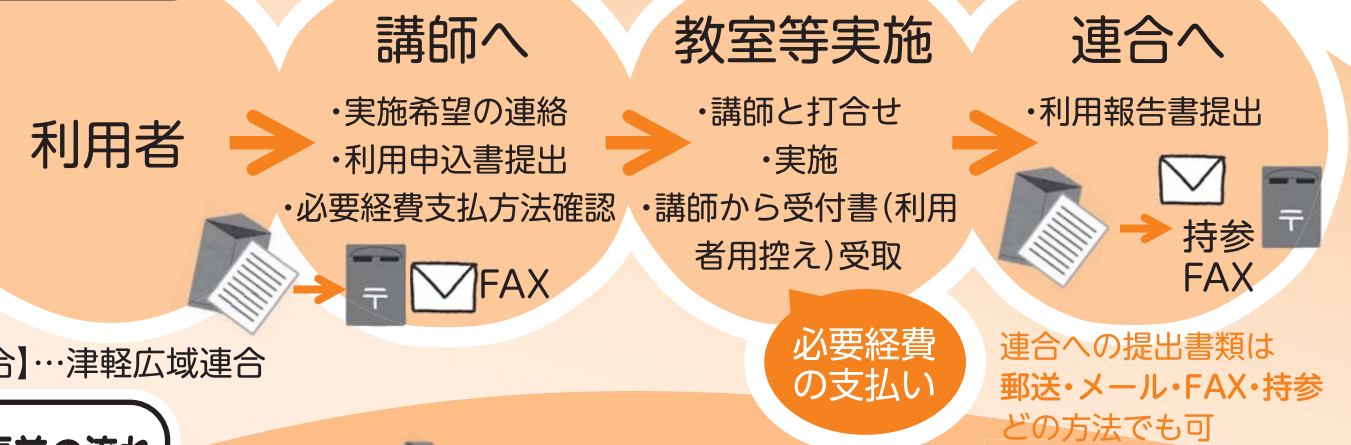 利用者
講師へ
・実施希望の連絡
・利用申込書提出
・必要経費支払方法確認
〒
FAX
教室等実施
・講師と打合せ
・実施
・講師から受付書(利用
者用控え)受取
必要経費
の支払い
連合へ
・利用報告書提出
〒
持参
FAX
連合への提出書類は
郵送・メール・FAX・持参
どの方法でも可
合】…津軽広域連合
の流れ